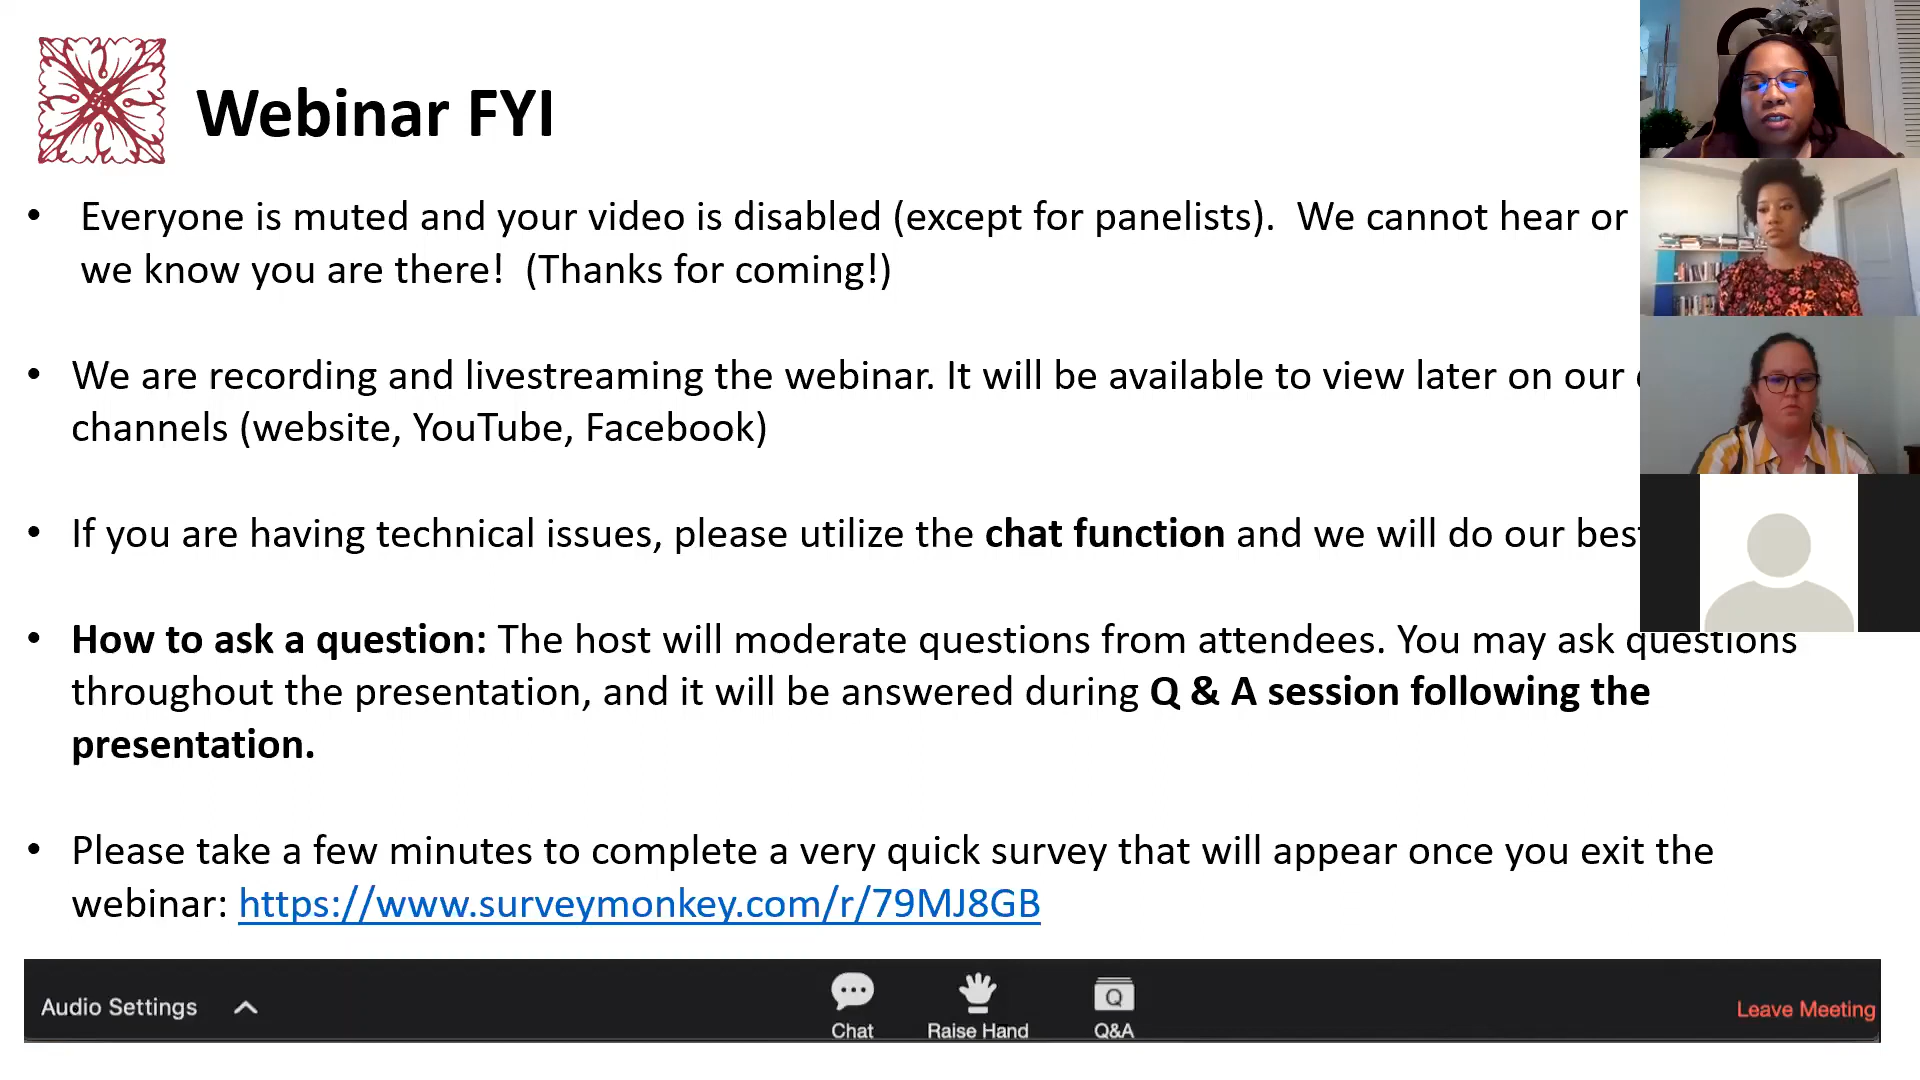 Webinar FYI
• Everyone is muted and your video is disabled (except for panelists). We cannot hear or
we know you are there! (Thanks for coming!)
• We are recording and livestreaming the webinar. It will be available to view later on our
channels (website, YouTube, Facebook)
• If you are having technical issues, please utilize the chat function and we will do our best
• How to ask a question: The host will moderate questions from attendees. You may ask questions
throughout the presentation, and it will be answered during Q & A session following the
presentation.
• Please take a few minutes to complete a very quick survey that will appear once you exit the
webinar: https://www.surveymonkey.com/r/79MJ8GB
Audio Settings
Chat
Raise Hand
Q
Q&A
Leave Meeting